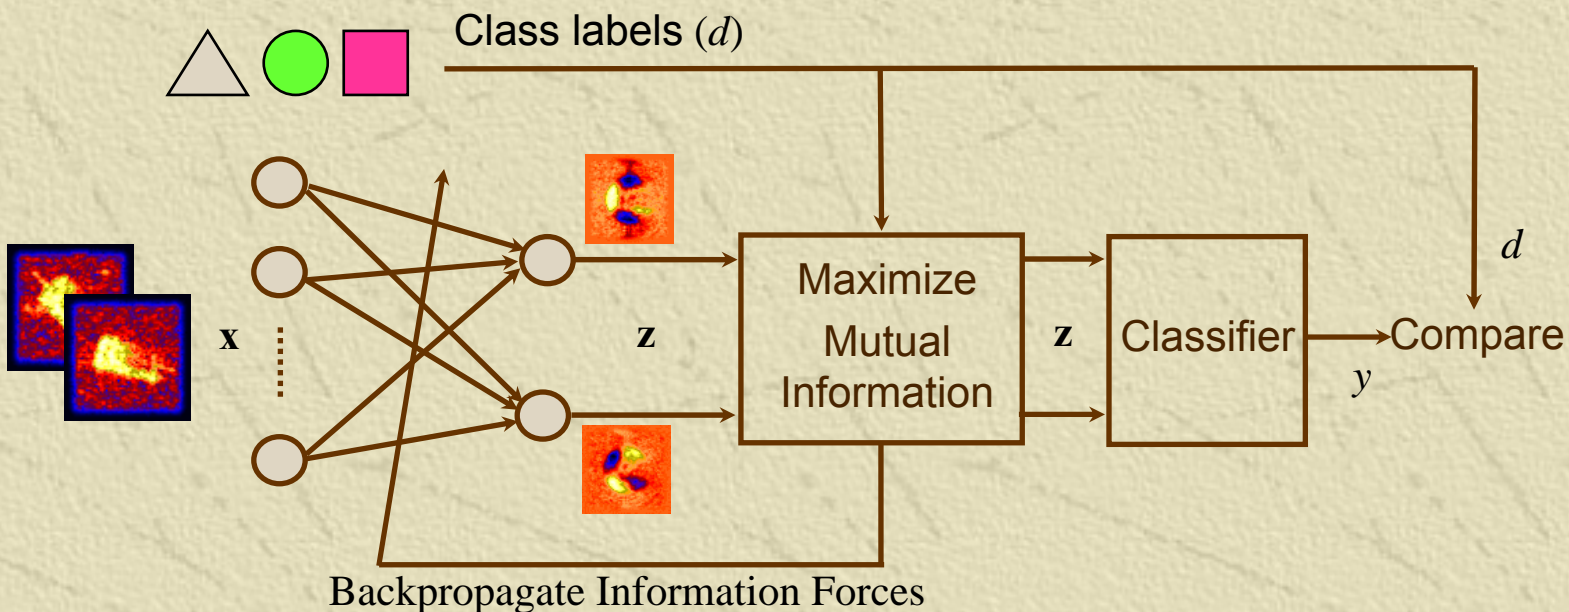 Class labels (d)
x
z
Maximize
Mutual
Information
z
Classifier
y
d
Compare
Backpropagate Information Forces